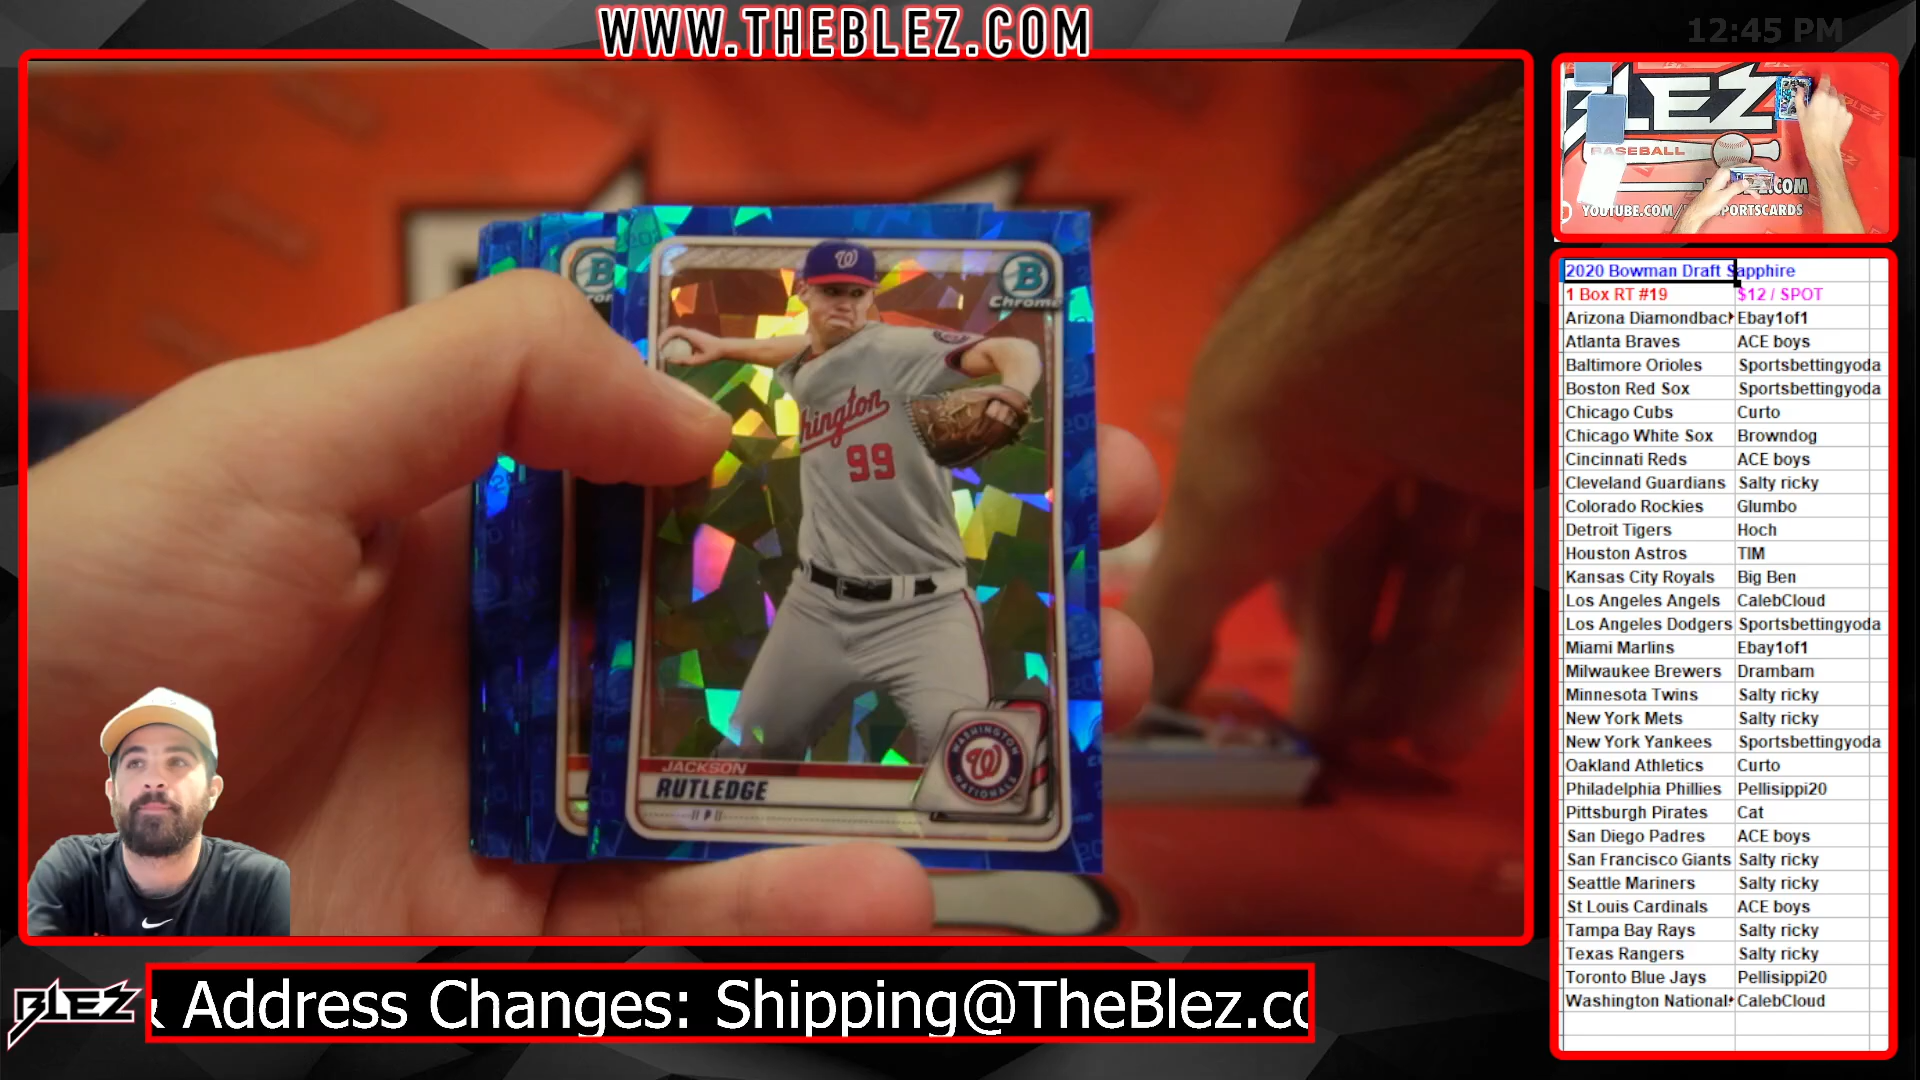 WWW.THEBLEZ.COM
12:45 PM
BLEZ
BASEBALL
.COM
YOUTUBE.COM/
PORTSCARDS
B
Chrome
W
hington
99
JACKSON
RUTLEDGE
P
WASHINGTON
W
NATIONALS
2020 Bowman Draft Sapphire
1 Box RT #19 $12 / SPOT
Arizona Diamondback Ebay1of1
Atlanta Braves ACE boys
Baltimore Orioles Sportsbettingyoda
Boston Red Sox Sportsbettingyoda
Chicago Cubs Curto
Chicago White Sox Browndog
Cincinnati Reds ACE boys
Cleveland Guardians Salty ricky
Colorado Rockies Glumbo
Detroit Tigers Hoch
Houston Astros TIM
Kansas City Royals Big Ben
Los Angeles Angels CalebCloud
Los Angeles Dodgers Sportsbettingyoda
Miami Marlins Ebay1of1
Milwaukee Brewers Drambam
Minnesota Twins Salty ricky
New York Mets Salty ricky
New York Yankees Sportsbettingyoda
Oakland Athletics Curto
Philadelphia Phillies Pellisippi20
Pittsburgh Pirates Cat
San Diego Padres ACE boys
San Francisco Giants Salty ricky
Seattle Mariners Salty ricky
St Louis Cardinals ACE boys
Tampa Bay Rays Salty ricky
Texas Rangers Salty ricky
Toronto Blue Jays Pellisippi20
Washington National CalebCloud
BLEZ
& Address Changes: Shipping@TheBlez.co